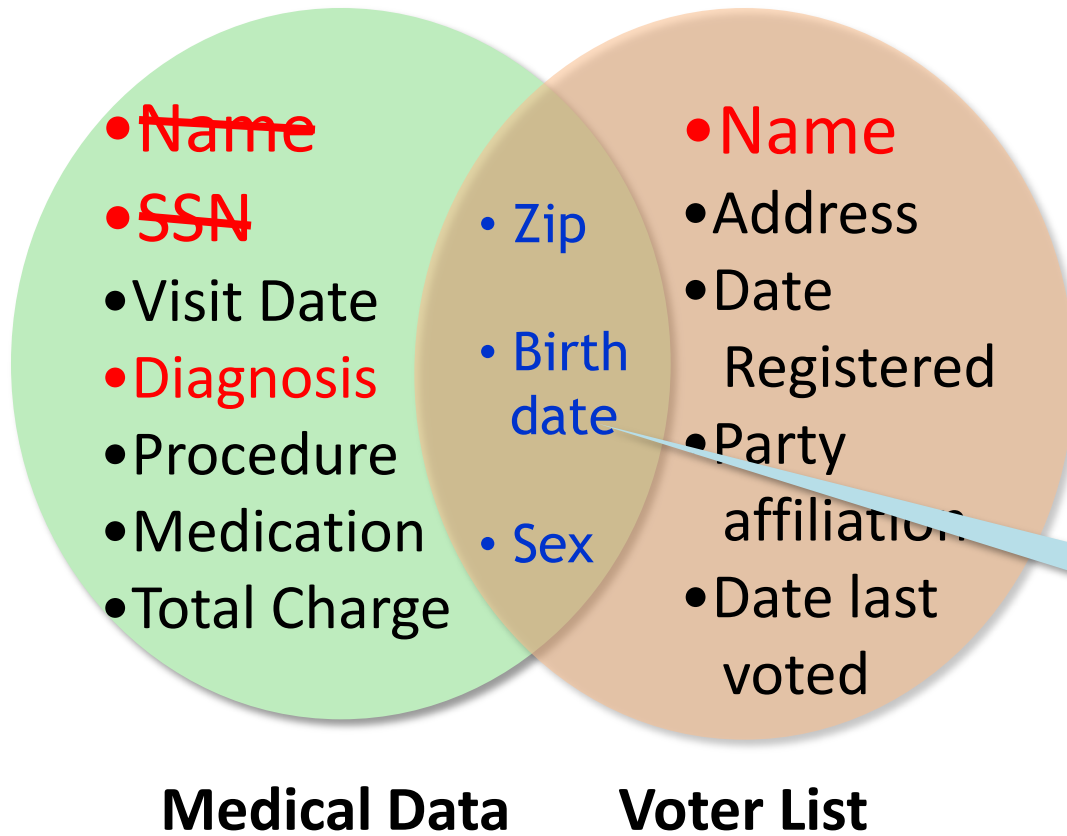 •Name
•SSN
•Visit Date
•Diagnosis
•Procedure
•Medication
•Total Charge
• Zip
• Birth
date
• Sex
•Name
•Address
•Date
Registered
•Party
affiliation
•Date last
voted
Medical Data
Voter List